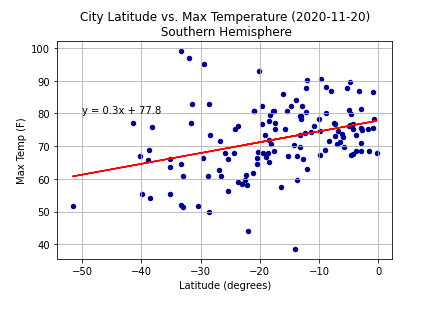 City Latitude vs. Max Temperature (2020-11-20)
Southern Hemisphere
100
90
80
70
60
50
40
Max Temp (F)
y = 0.3x + 77.8
−50
−40
−30
−20
−10
0
Latitude (degrees)